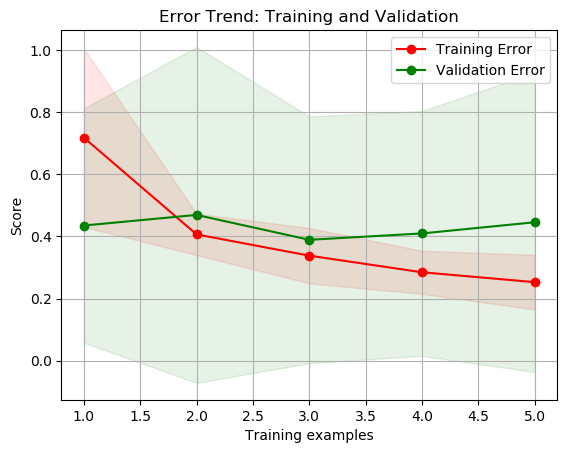 Error Trend: Training and Validation
Training Error
Validation Error
1.0
0.8
0.6
0.4
0.2
0.0
Score
1.0 1.5 2.0 2.5 3.0 3.5 4.0 4.5 5.0
Training examples